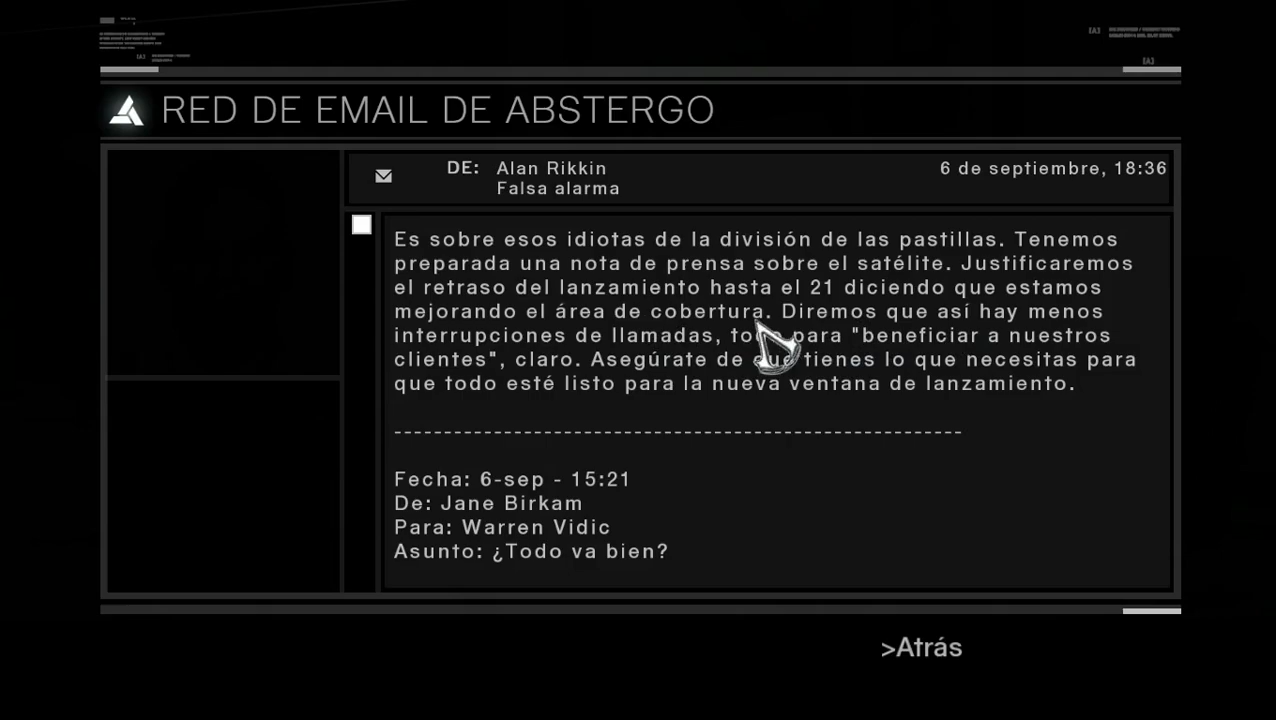 RED DE EMAIL DE ABSTERGO
DE: Alan Rikkin 6 de septiembre, 18:36
Falsa alarma
Es sobre esos idiotas de la división de las pastillas. Tenemos
preparada una nota de prensa sobre el satélite. Justificaremos
el retraso del lanzamiento hasta el 21 diciendo que estamos
mejorando el área de cobertura. Diremos que así hay menos
interrupciones de llamadas, todo para "beneficiar a nuestros
clientes", claro. Asegúrate de que tienes lo que necesitas para
que todo esté listo para la nueva ventana de lanzamiento.
---------------------------------------------------------
Fecha: 6-sep - 15:21
De: Jane Birkam
Para: Warren Vidic
Asunto: ¿Todo va bien?
>Atrás